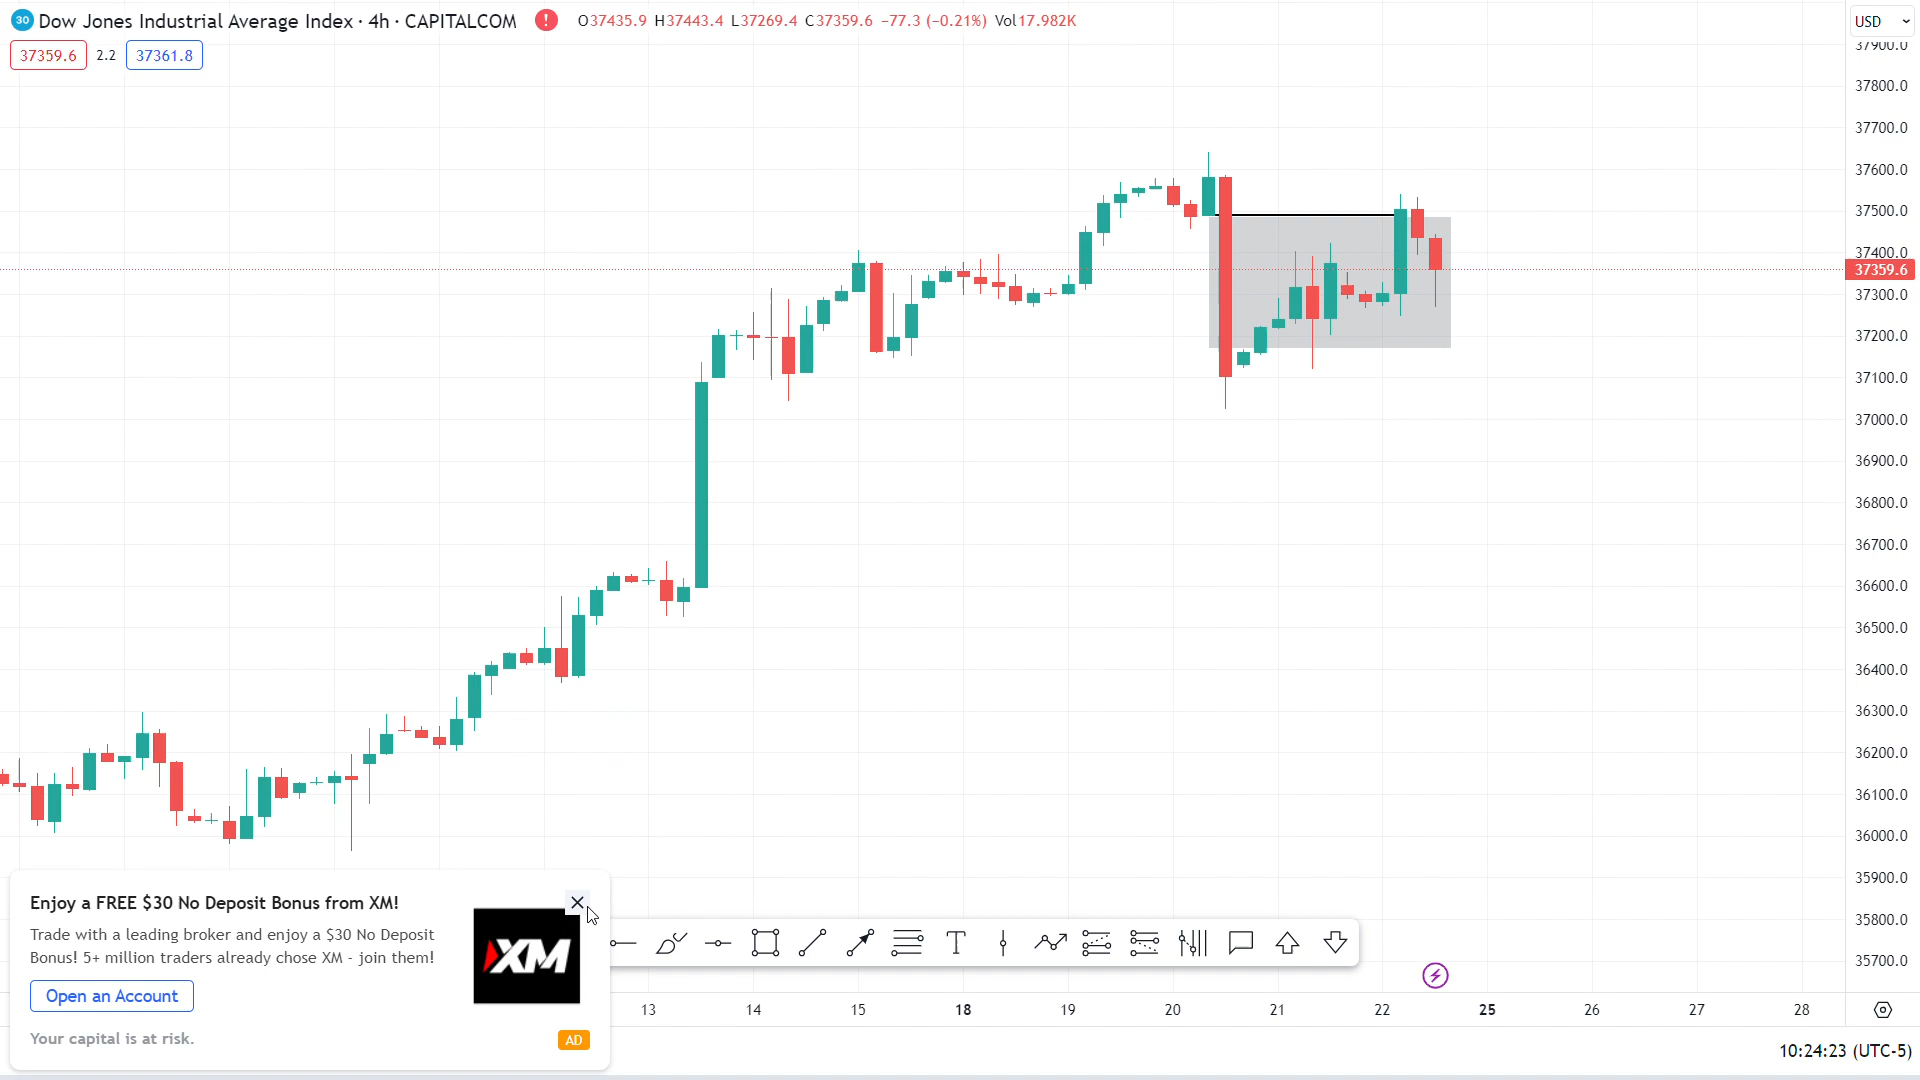 30 Dow Jones Industrial Average Index · 4h · CAPITALCOM ! O37435.9 H37443.4 L37269.4 C37359.6 −77.3 (−0.21%) Vol17.982K
USD
37359.6 2.2 37361.8
37900.0
37800.0
37700.0
37600.0
37500.0
37400.0
37359.6
37300.0
37200.0
37100.0
37000.0
36900.0
36800.0
36700.0
36600.0
36500.0
36400.0
36300.0
36200.0
36100.0
36000.0
35900.0
35800.0
35700.0
Enjoy a FREE $30 No Deposit Bonus from XM!
Trade with a leading broker and enjoy a $30 No Deposit
Bonus! 5+ million traders already chose XM - join them!
Open an Account
Your capital is at risk.
XM
AD
13 14 15 18 19 20 21 22 25 26 27 28
10:24:23 (UTC-5)